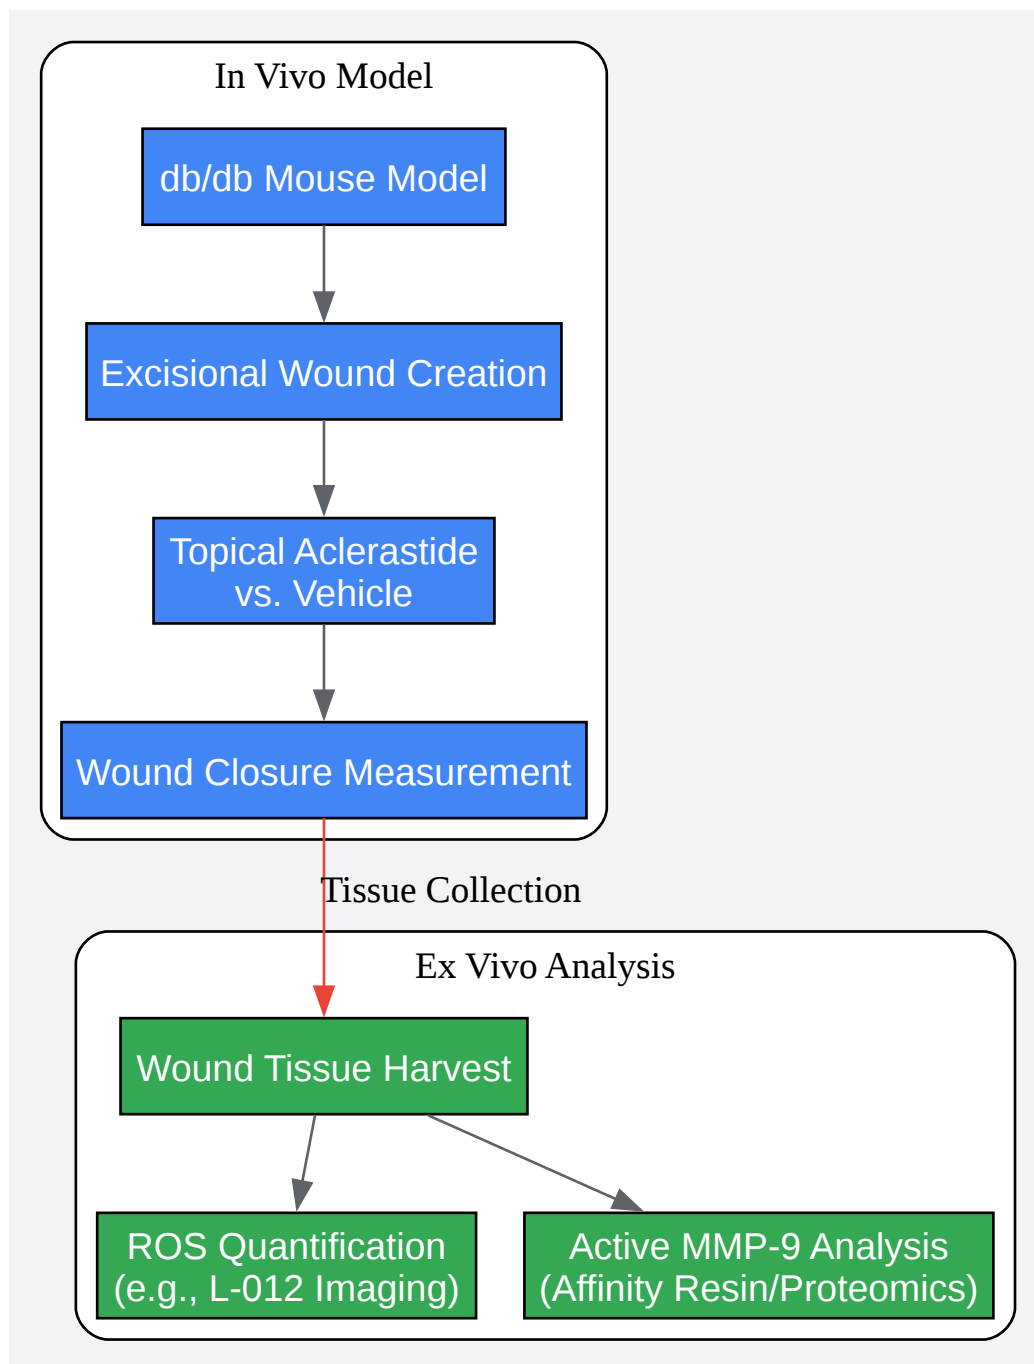 In Vivo Model
db/db Mouse Model
Excisional Wound Creation
Topical Aclerastide
vs. Vehicle
Wound Closure Measurement
Tissue Collection
Ex Vivo Analysis
Wound Tissue Harvest
ROS Quantification
(e.g., L-012 Imaging)
Active MMP-9 Analysis
(Affinity Resin/Proteomics)